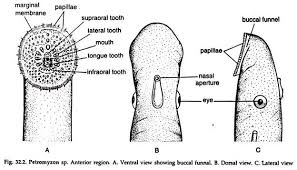 marginal membrane
papillae
supraoral tooth
lateral tooth
mouth
tongue tooth
infraoral tooth
buccal funnel
papillae
nasal aperture
eye
A
B
C
Fig. 32.2. Petromyzon sp. Anterior region. A. Ventral view showing buccal funnel. B. Dorsal view. C. Lateral view